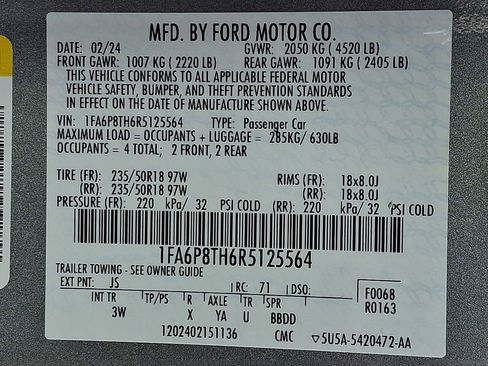 MFD. BY FORD MOTOR CO.
DATE: 02/24 GVWR: 2050 KG ( 4520 LB)
FRONT GAWR: 1007 KG ( 2220 LB) REAR GAWR: 1091 KG ( 2405 LB)
THIS VEHICLE CONFORMS TO ALL APPLICABLE FEDERAL MOTOR
VEHICLE SAFETY, BUMPER, AND THEFT PREVENTION STANDARDS
IN EFFECT ON THE DATE OF MANUFACTURE SHOWN ABOVE.
VIN: 1FA6P8TH6R5125564 TYPE: Passenger Car
MAXIMUM LOAD = OCCUPANTS + LUGGAGE = 285KG/ 630LB
OCCUPANTS = 4 TOTAL; 2 FRONT, 2 REAR
TIRE (FR): 235/50R18 97W RIMS (FR): 18x8.0J
(RR): 235/50R18 97W (RR): 18x8.0J
PRESSURE (FR): 220 kPa/ 32 PSI COLD (RR): 220 kPa/ 32 PSI COLD
1FA6P8TH6R5125564
TRAILER TOWING - SEE OWNER GUIDE
EXT PNT: JS RC: 71 DSO: F0068
R0163
INT TR TP/PS R AXLE TR SPR
3W X YA U BBDD
1202402151136 CMC 5U5A-5420472-AA